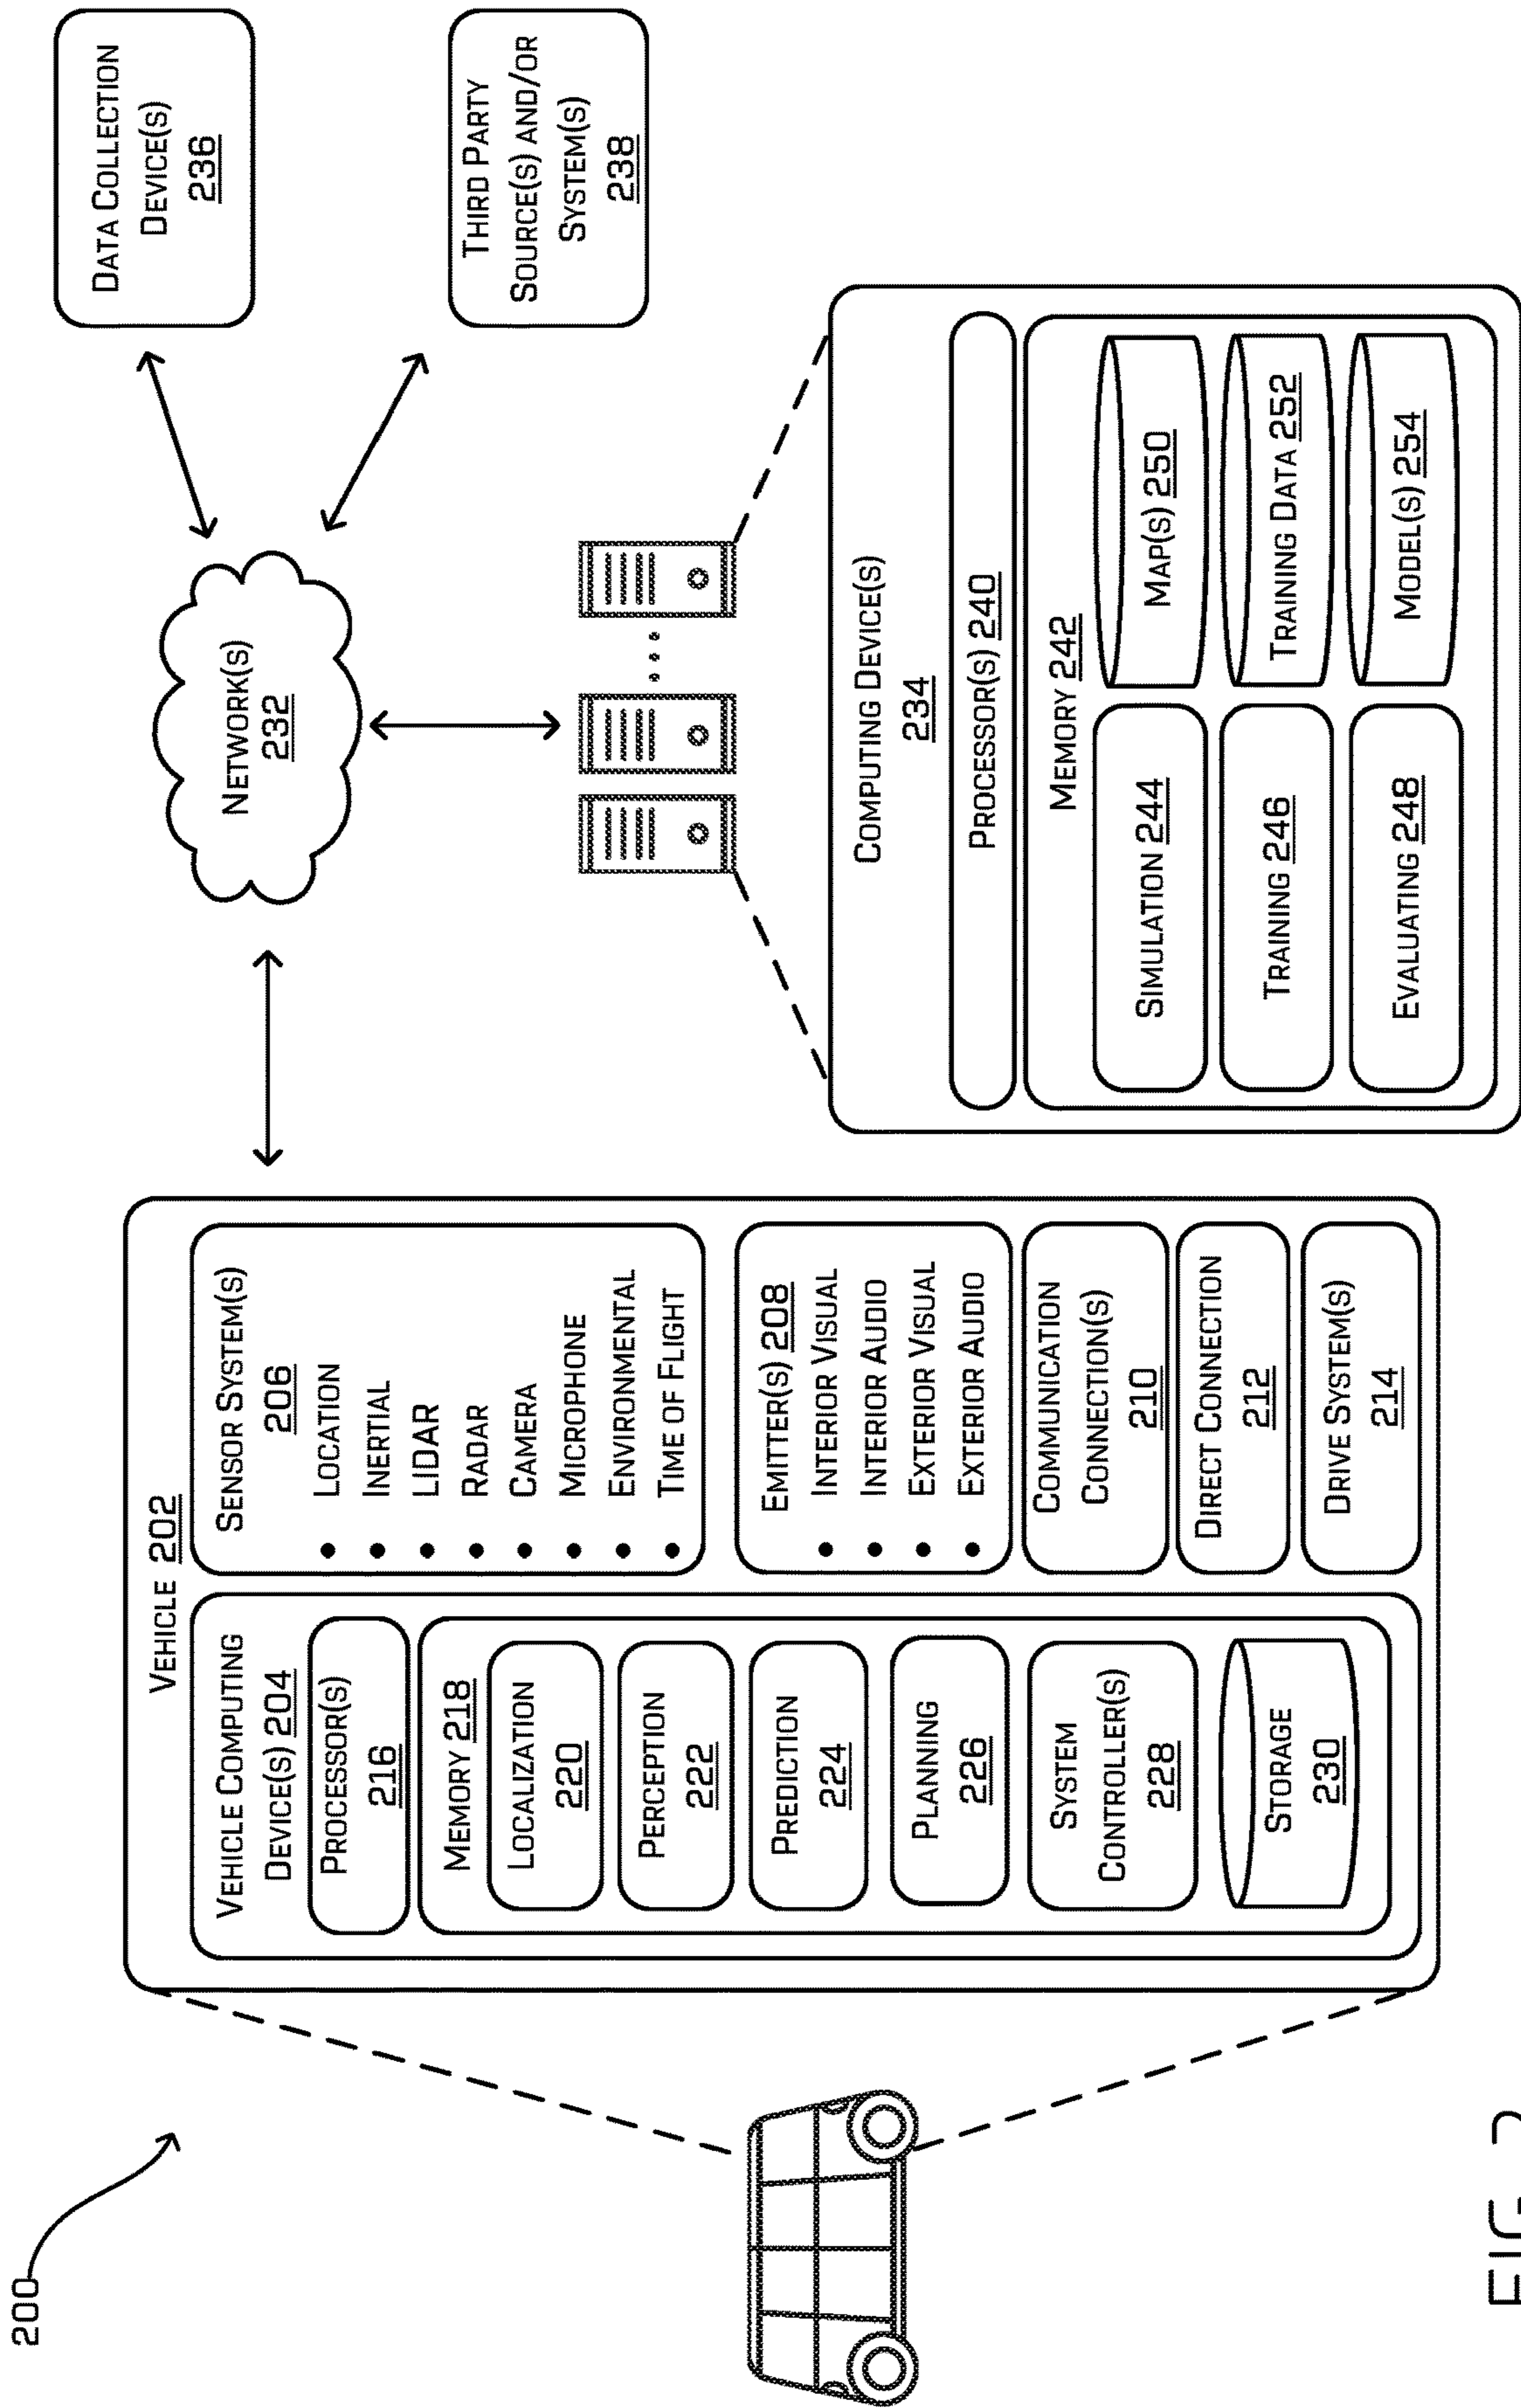 200
VEHICLE 202
VEHICLE COMPUTING
DEVICE(S) 204
PROCESSOR(S)
216
MEMORY 218
LOCALIZATION
220
PERCEPTION
222
PREDICTION
224
PLANNING
226
SYSTEM
CONTROLLER(S)
228
STORAGE
230
SENSOR SYSTEM(S)
206
• LOCATION
• INERTIAL
• LIDAR
• RADAR
• CAMERA
• MICROPHONE
• ENVIRONMENTAL
• TIME OF FLIGHT
EMITTER(S) 208
• INTERIOR VISUAL
• INTERIOR AUDIO
• EXTERIOR VISUAL
• EXTERIOR AUDIO
COMMUNICATION
CONNECTION(S)
210
DIRECT CONNECTION
212
DRIVE SYSTEM(S)
214
NETWORK(S)
232
DATA COLLECTION
DEVICE(S)
236
THIRD PARTY
SOURCE(S) AND/OR
SYSTEM(S)
238
COMPUTING DEVICE(S)
234
PROCESSOR(S) 240
MEMORY 242
SIMULATION 244
MAP(S) 250
TRAINING 246
TRAINING DATA 252
EVALUATING 248
MODEL(S) 254
FIG. 2